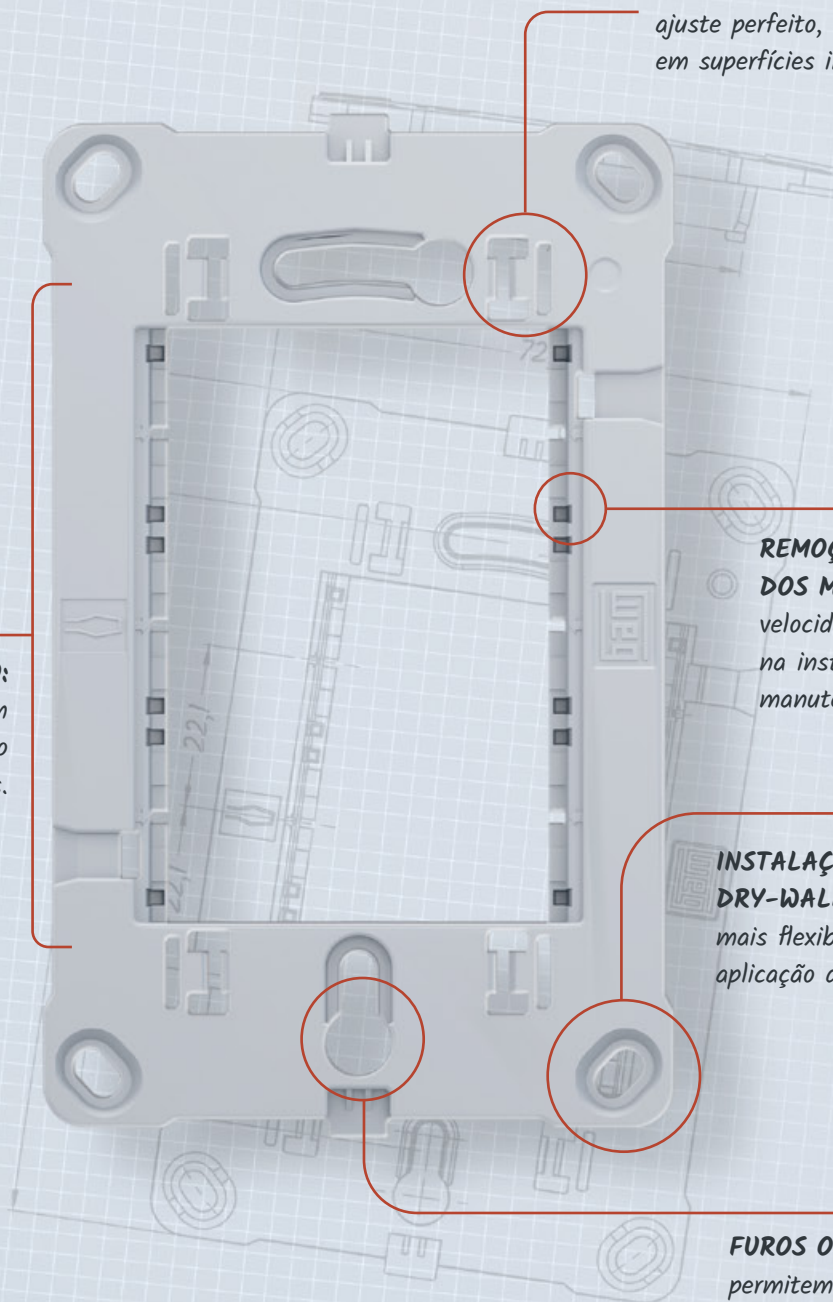 ajuste perfeito,
em superfícies
72
REMOÇ
DOS M
velocid
na inst
manut
22,1
weg
INSTALAÇ
DRY-WAL
mais flexib
aplicação
FUROS O
permitem